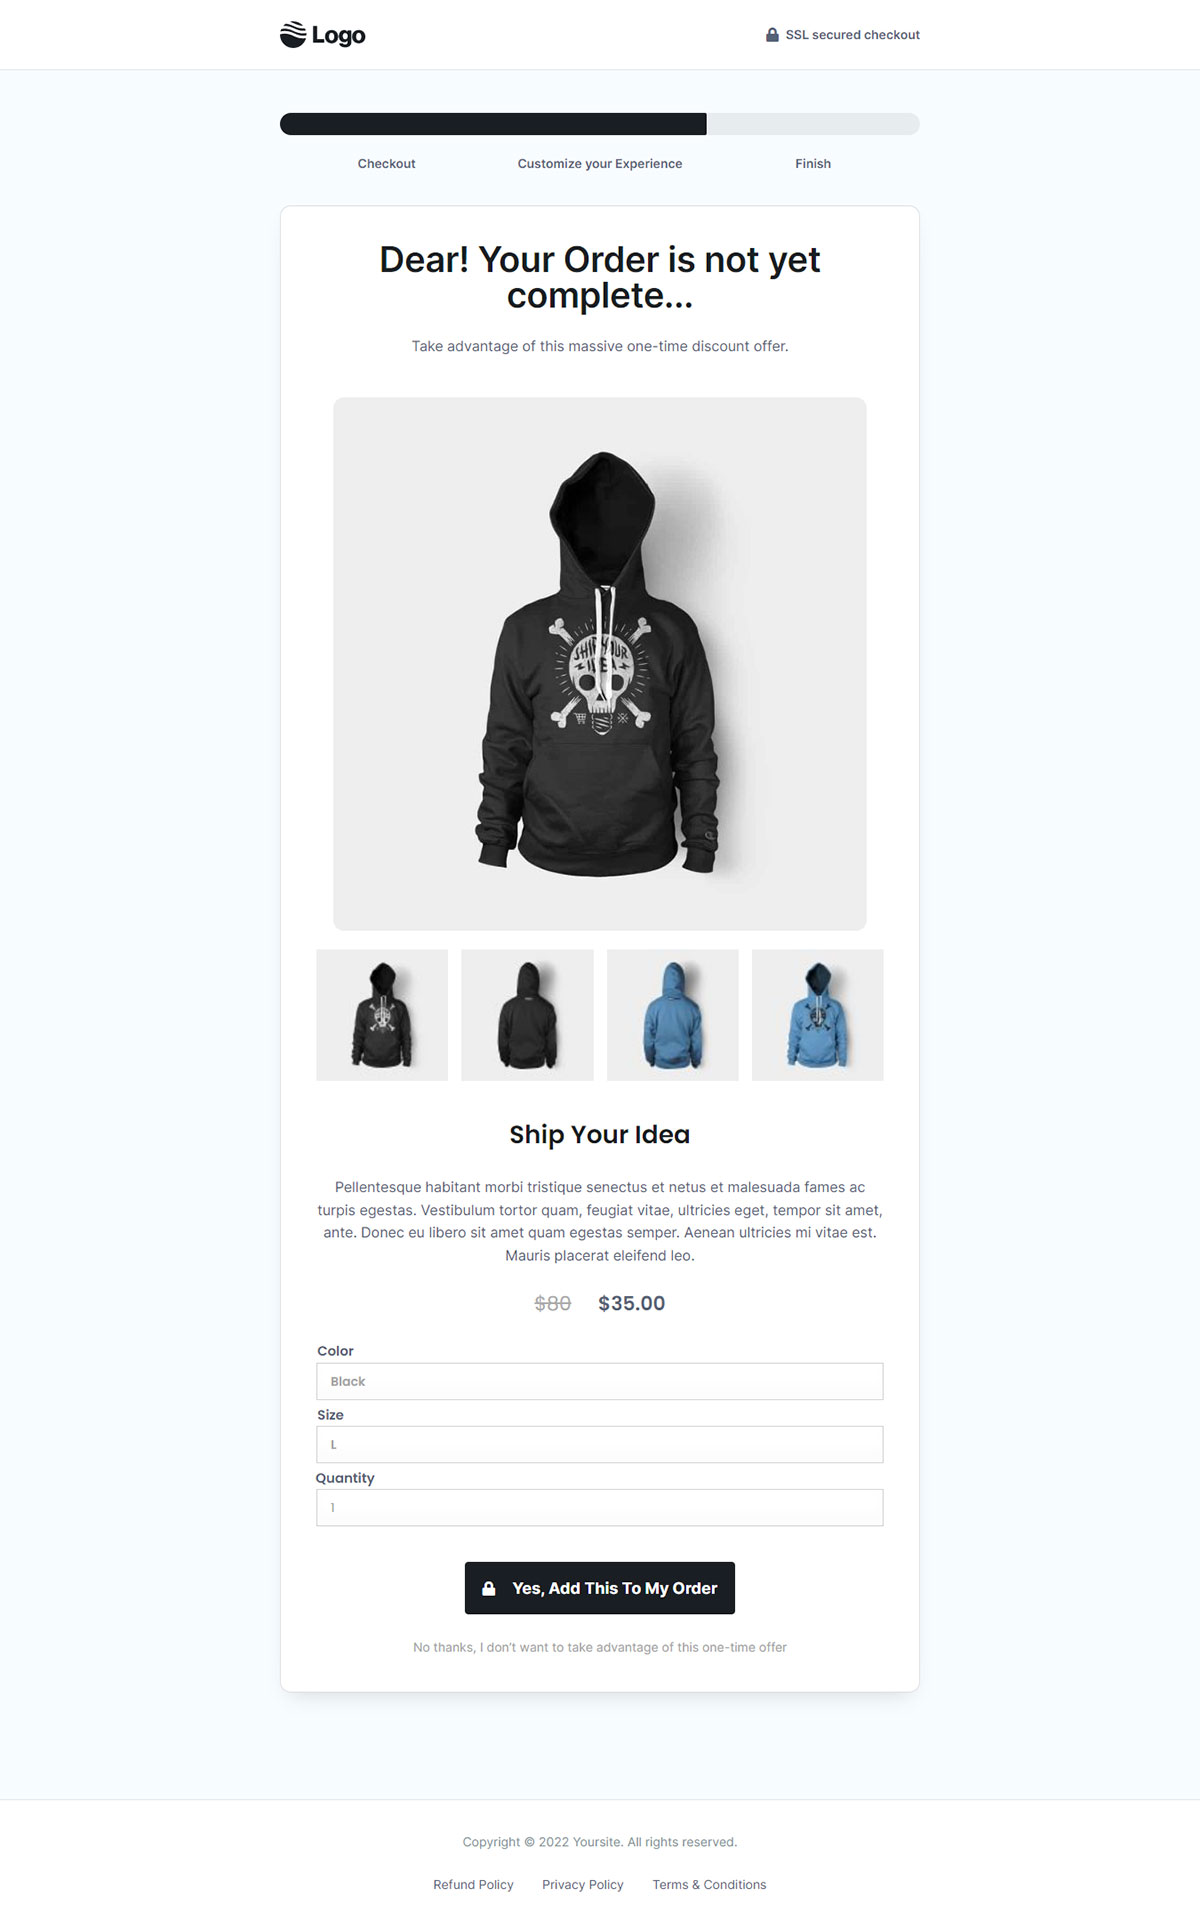 Logo
SSL secured checkout
Checkout
Customize your Experience
Finish
Dear! Your Order is not yet
complete...
Take advantage of this massive one-time discount offer.
SHIP YOUR
IDEA
Ship Your Idea
Pellentesque habitant morbi tristique senectus et netus et malesuada fames ac
turpis egestas. Vestibulum tortor quam, feugiat vitae, ultricies eget, tempor sit amet,
ante. Donec eu libero sit amet quam egestas semper. Aenean ultricies mi vitae est.
Mauris placerat eleifend leo.
$80 $35.00
Color
Black
Size
L
Quantity
1
Yes, Add This To My Order
No thanks, I don't want to take advantage of this one-time offer
Copyright © 2022 Yoursite. All rights reserved.
Refund Policy
Privacy Policy
Terms & Conditions